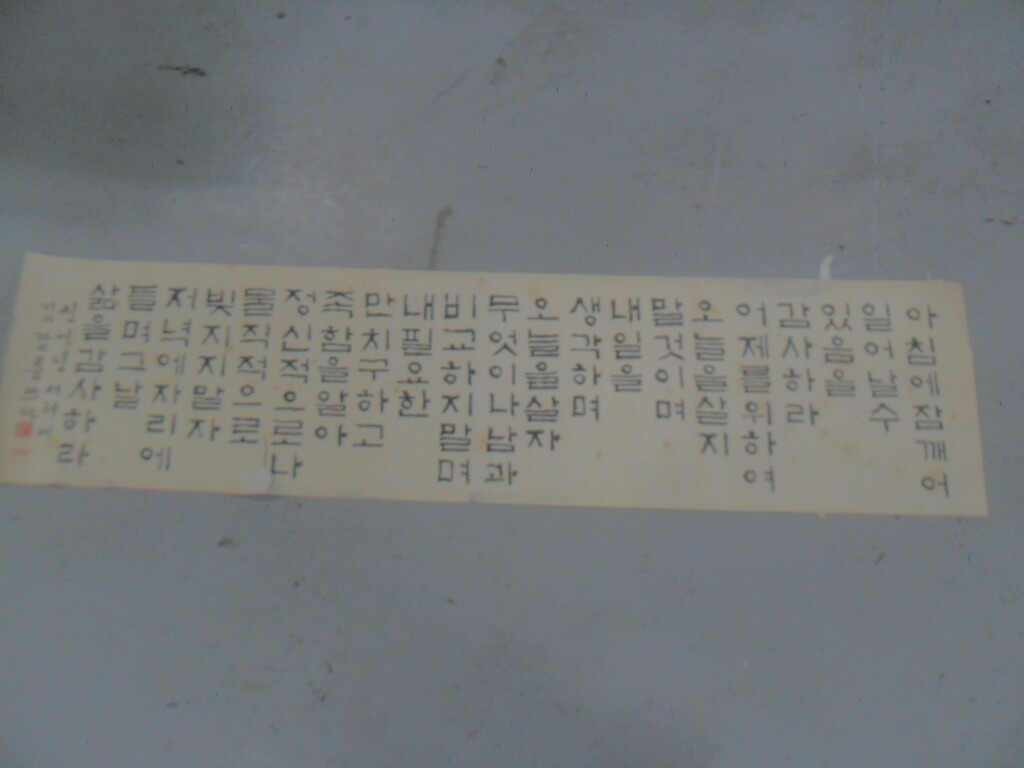 아침에잠깨어
일어날수
있음을
감사하라
어제를위하여
오늘을살지
말것이며
내일을
생각하며
오늘을살자
무엇이나남과
비교하지말며
내필요한
만치구하고
족함을알아
정신적으로나
물적적으로
빛지지말자
저녁에자리에
들며그날
삶을감사하라